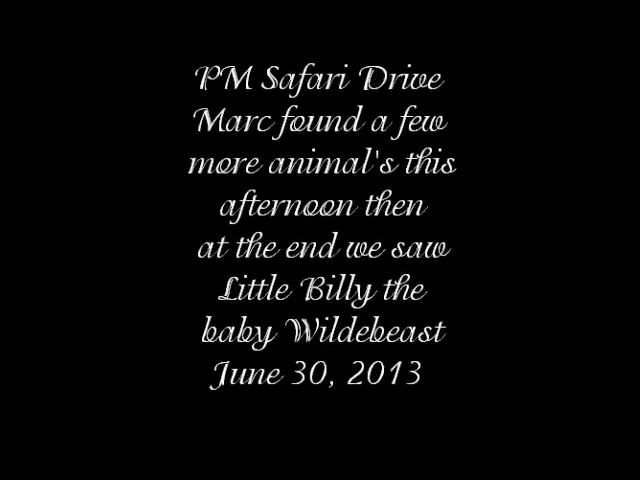 PM Safari Drive
Marc found a few
more animal's this
afternoon then
at the end we saw
Little Billy the
baby Wildebeast
June 30, 2013